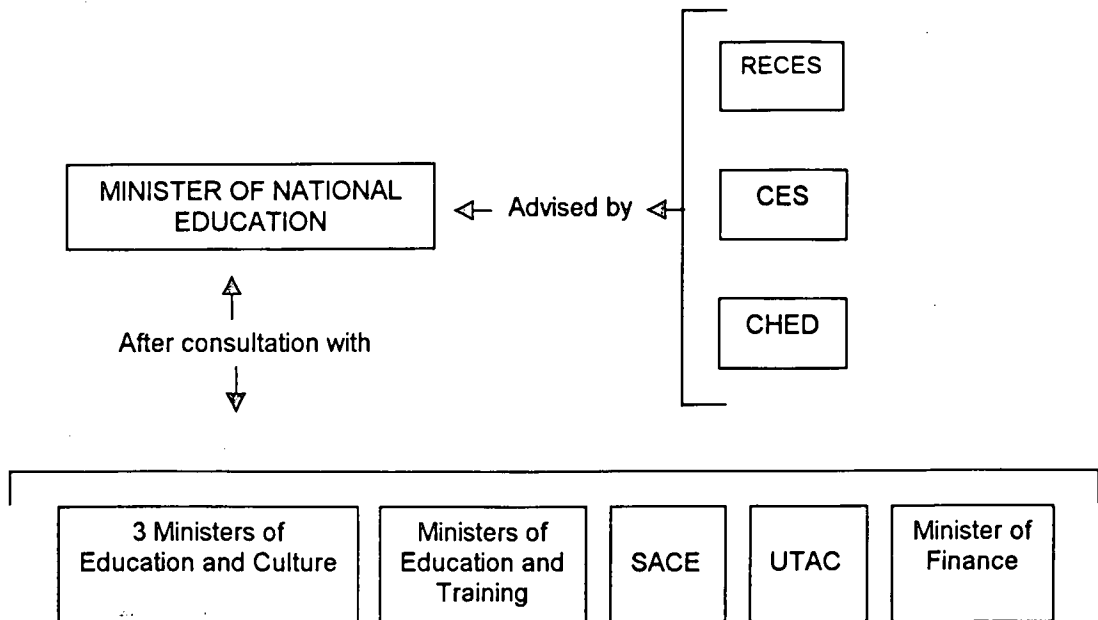 RECES
MINISTER OF NATIONAL
EDUCATION
Advised by
CES
CHED
After consultation with
3 Ministers of
Education and Culture
Ministers of
Education and
Training
SACE
UTAC
Minister of
Finance